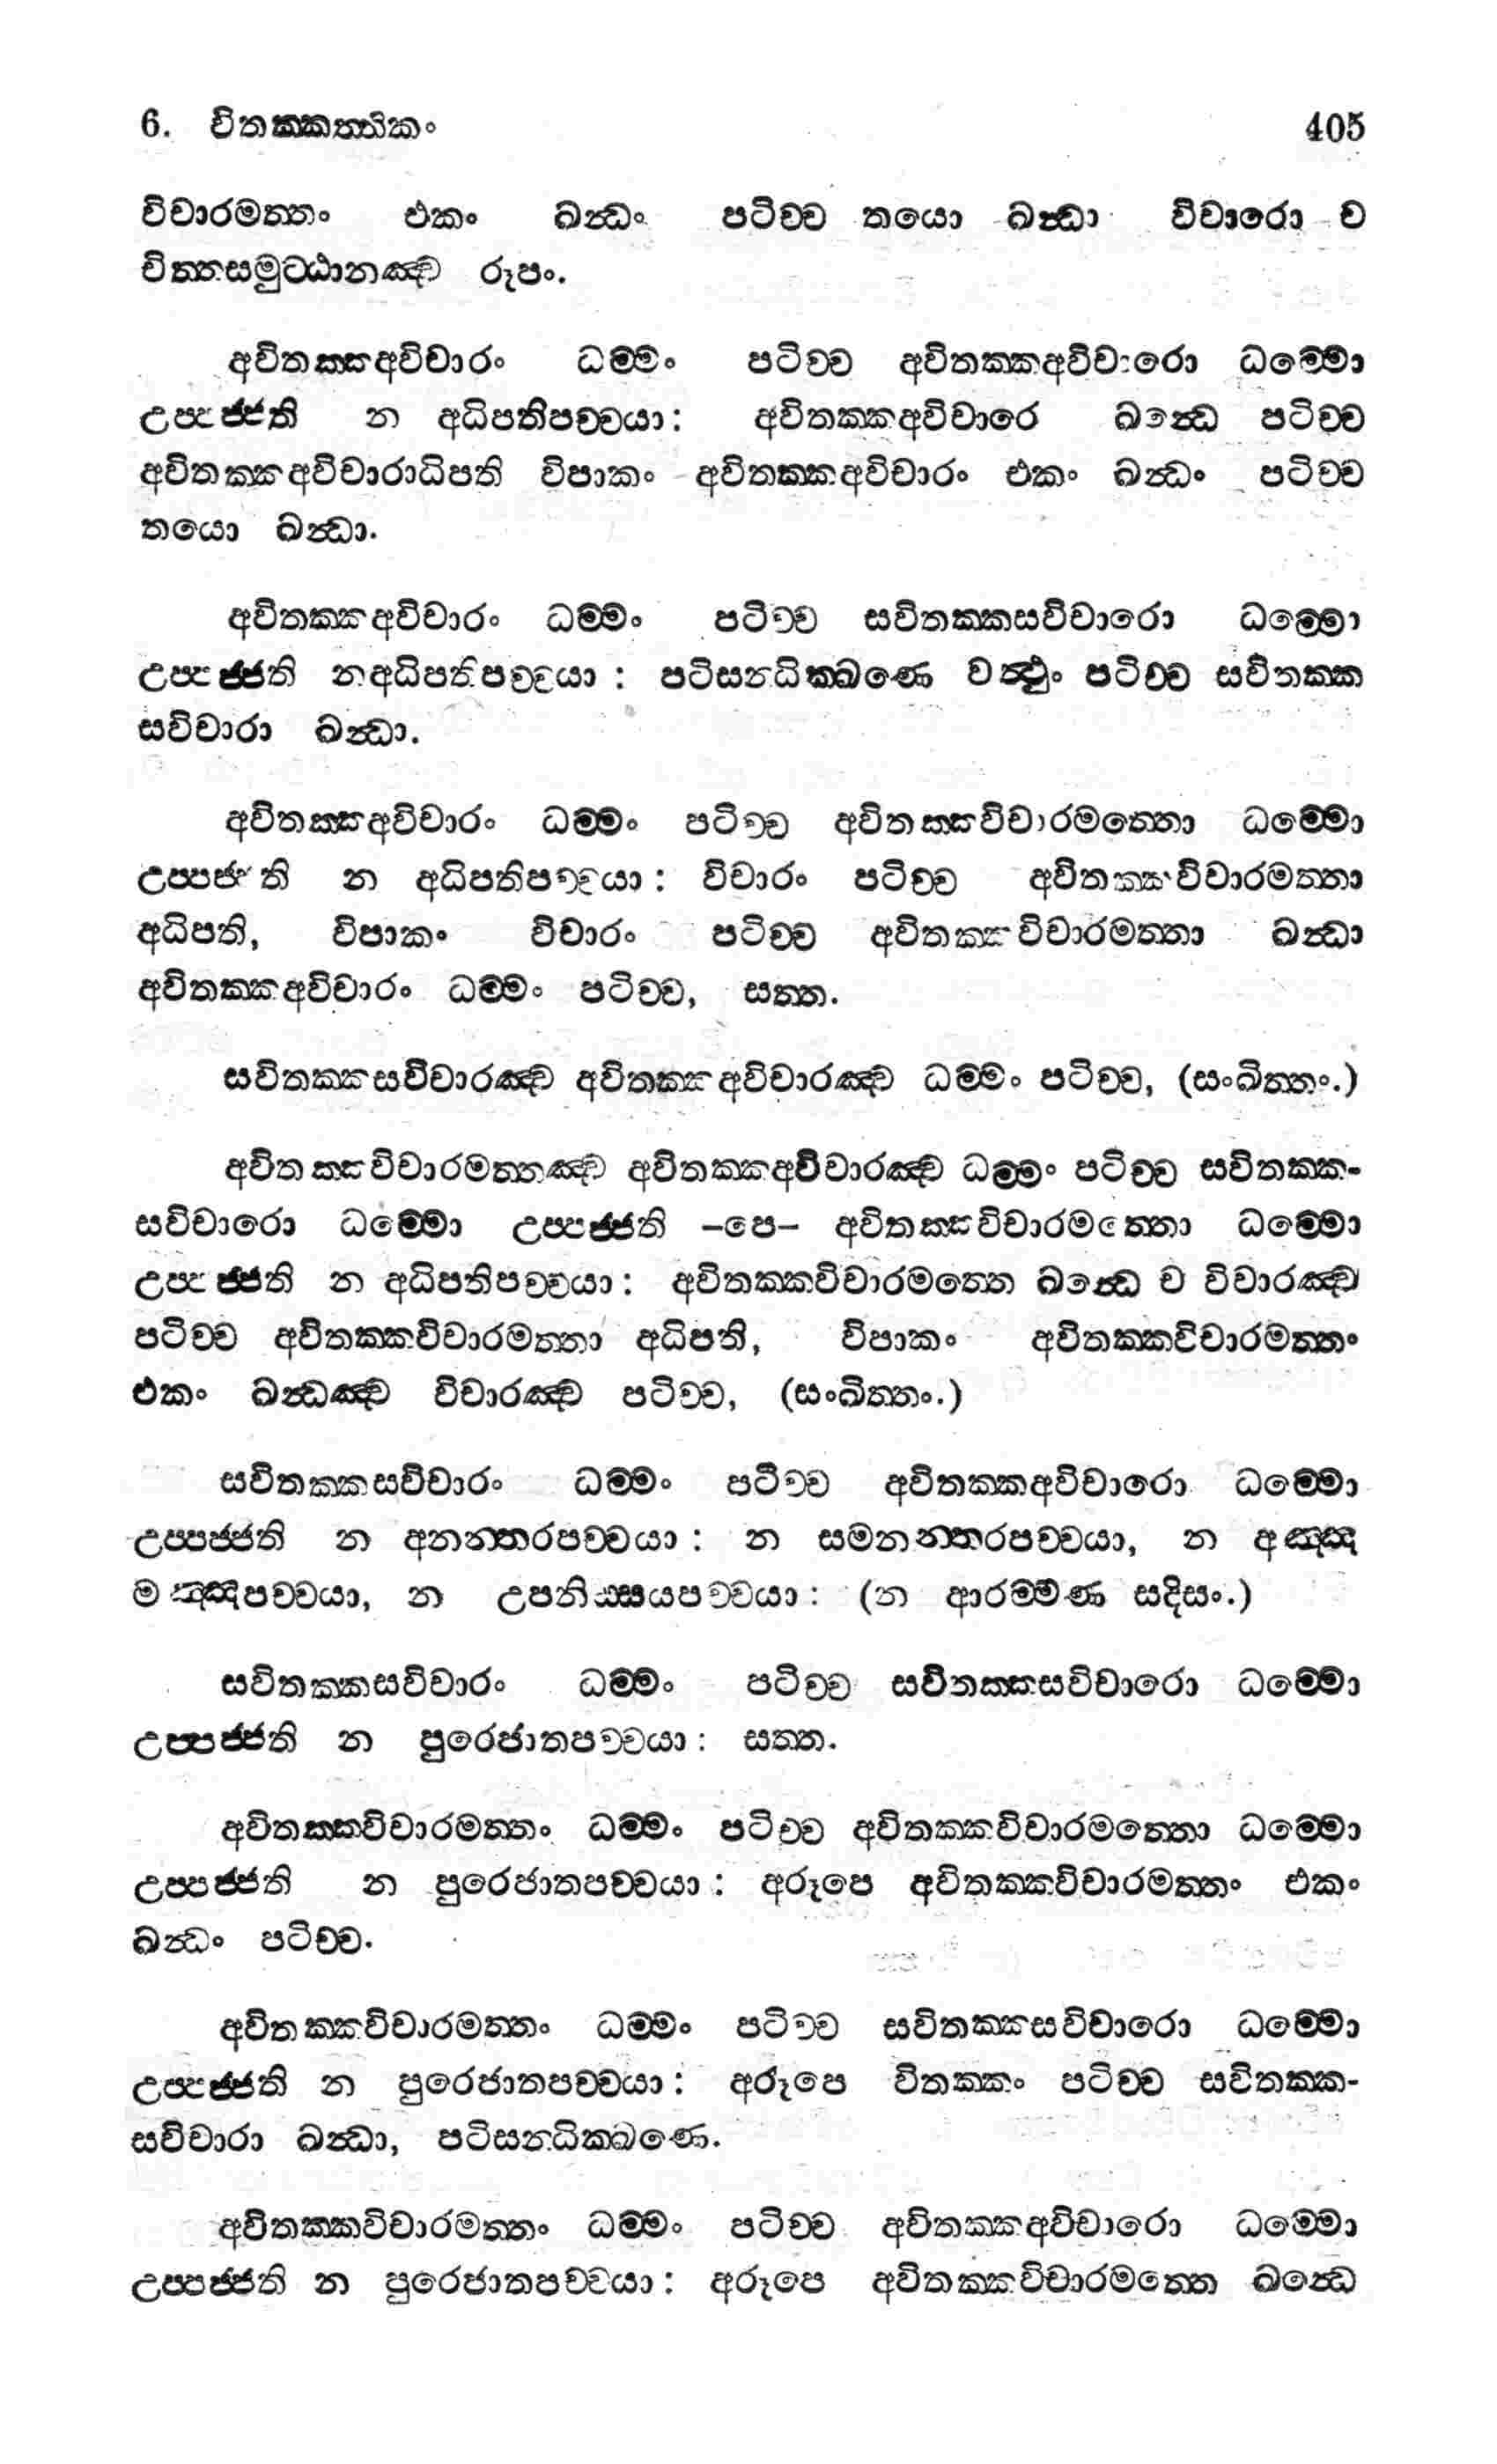 6. විතක්කත්තිකං 405
විචාරමත්තං එකං ඛන්ධං පටිච්ච තයො ඛන්ධා විචාරො ච
චිත්තසමුට්ඨානඤ්ච රූපං.
අවිතක්කඅවිචාරං ධම්මං පටිච්ච අවිතක්කඅවිචාරො ධම්මො
උප්පජ්ජති න අධිපතිපච්චයා: අවිතක්කඅවිචාරෙ ඛන්ධෙ පටිච්ච
අවිතක්කඅවිචාරාධිපති විපාකං අවිතක්කඅවිචාරං එකං ඛන්ධං පටිච්ච
තයො ඛන්ධා.
අවිතක්කඅවිචාරං ධම්මං පටිච්ච සවිතක්කසවිචාරො ධම්මො
උප්පජ්ජති නඅධිපතිපච්චයා: පටිසන්ධික්ඛණෙ වත්ථුං පටිච්ච සවිතක්ක
සවිචාරා ඛන්ධා.
අවිතක්කඅවිචාරං ධම්මං පටිච්ච අවිතක්කවිචාරමත්තො ධම්මො
උප්පජ්ජති න අධිපතිපච්චයා: විචාරං පටිච්ච අවිතක්කවිචාරමත්තා
අධිපති, විපාකං විචාරං පටිච්ච අවිතක්කවිචාරමත්තා ඛන්ධා
අවිතක්කඅවිචාරං ධම්මං පටිච්ච, සත්ත.
සවිතක්කසවිචාරඤ්ච අවිතක්කඅවිචාරඤ්ච ධම්මං පටිච්ච, (සංඛිත්තං.)
අවිතක්කවිචාරමත්තඤ්ච අවිතක්කඅවිචාරඤ්ච ධම්මං පටිච්ච සවිතක්ක-
සවිචාරො ධම්මො උප්පජ්ජති –පෙ– අවිතක්කවිචාරමත්තො ධම්මො
උප්පජ්ජති න අධිපතිපච්චයා: අවිතක්කවිචාරමත්තෙ ඛන්ධෙ ච විචාරඤ්ච
පටිච්ච අවිතක්කවිචාරමත්තා අධිපති, විපාකං අවිතක්කවිචාරමත්තං
එකං ඛන්ධඤ්ච විචාරඤ්ච පටිච්ච, (සංඛිත්තං.)
සවිතක්කසවිචාරං ධම්මං පටිච්ච අවිතක්කඅවිචාරො ධම්මො
උප්පජ්ජති න අනන්තරපච්චයා: න සමනන්තරපච්චයා, න අඤ්ඤ
මඤ්ඤපච්චයා, න උපනිස්සයපච්චයා: (න ආරම්මණ සදිසං.)
සවිතක්කසවිචාරං ධම්මං පටිච්ච සවිතක්කසවිචාරො ධම්මො
උප්පජ්ජති න පුරෙජාතපච්චයා: සත්ත.
අවිතක්කවිචාරමත්තං ධම්මං පටිච්ච අවිතක්කවිචාරමත්තො ධම්මො
උප්පජ්ජති න පුරෙජාතපච්චයා: අරූපෙ අවිතක්කවිචාරමත්තං එකං
ඛන්ධං පටිච්ච.
අවිතක්කවිචාරමත්තං ධම්මං පටිච්ච සවිතක්කසවිචාරො ධම්මො
උප්පජ්ජති න පුරෙජාතපච්චයා: අරූපෙ විතක්කං පටිච්ච සවිතක්ක-
සවිචාරා ඛන්ධා, පටිසන්ධික්ඛණෙ.
අවිතක්කවිචාරමත්තං ධම්මං පටිච්ච අවිතක්කඅවිචාරො ධම්මො
උප්පජ්ජති න පුරෙජාතපච්චයා: අරූපෙ අවිතක්කවිචාරමත්තෙ ඛන්ධෙ